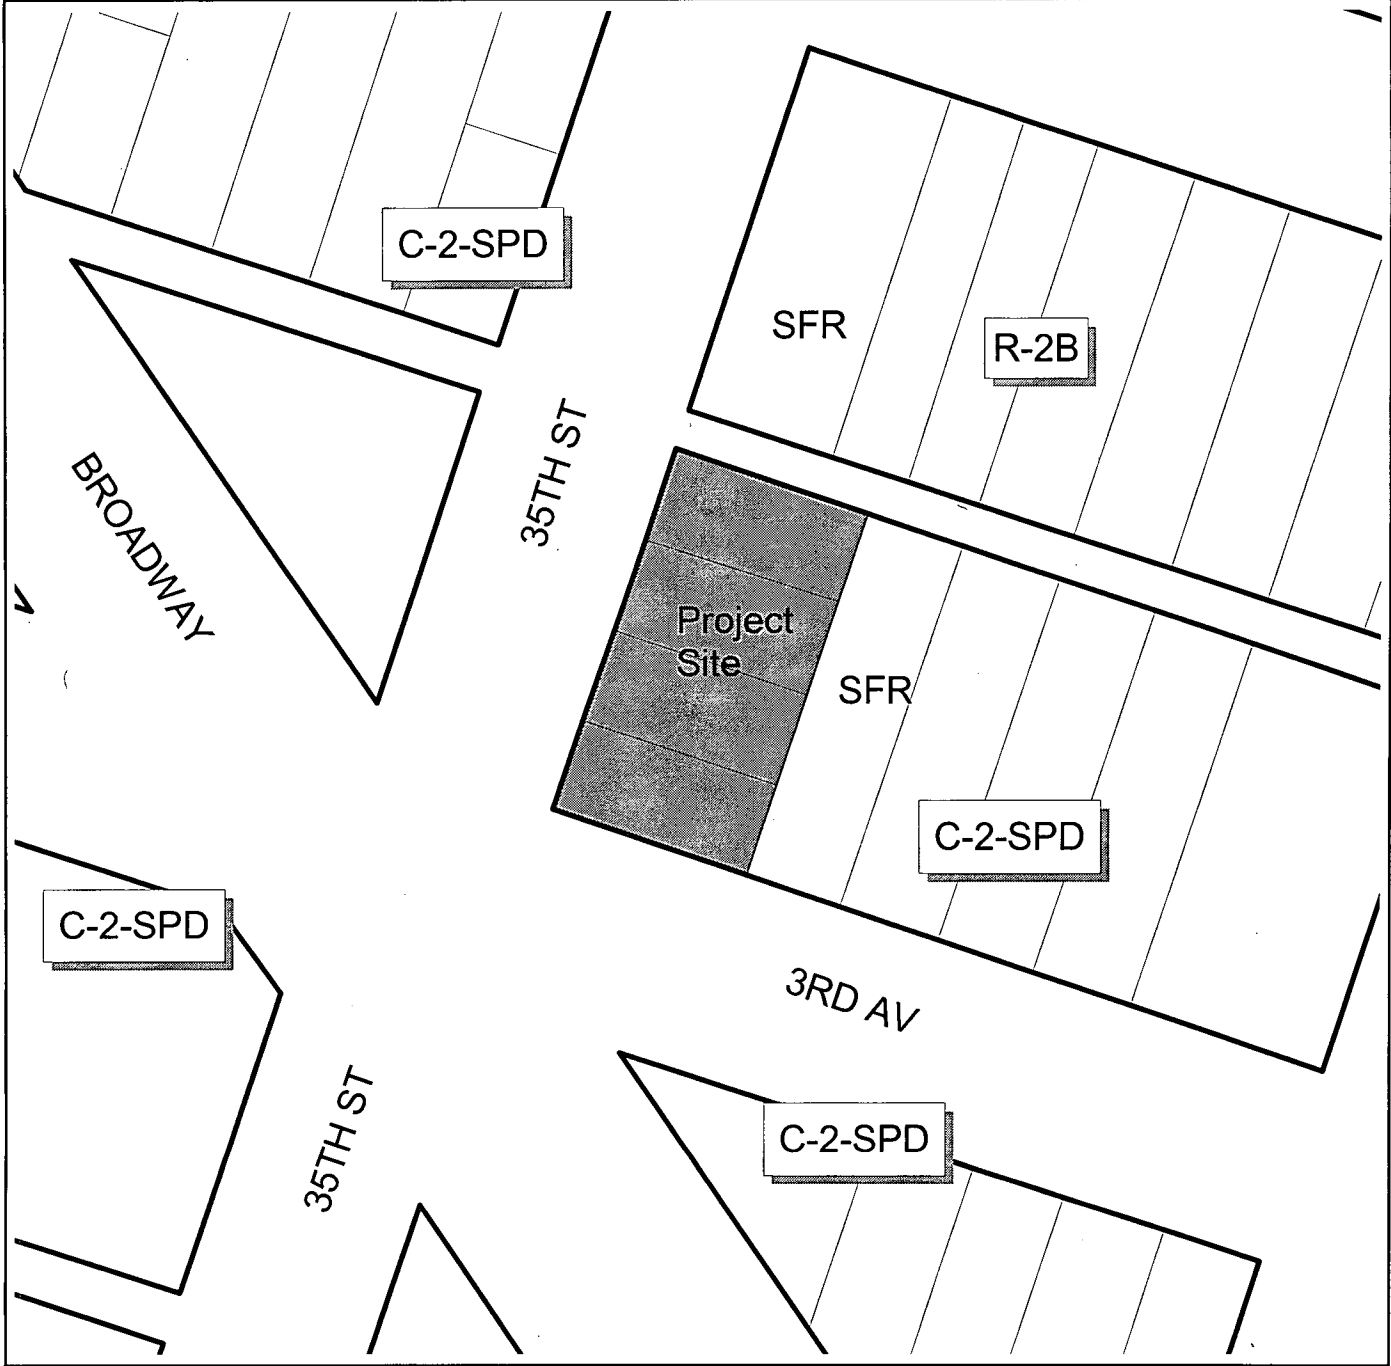 C-2-SPD
SFR
R-2B
35TH ST
BROADWAY
Project
Site
SFR
C-2-SPD
C-2-SPD
3RD AV
35TH ST
C-2-SPD